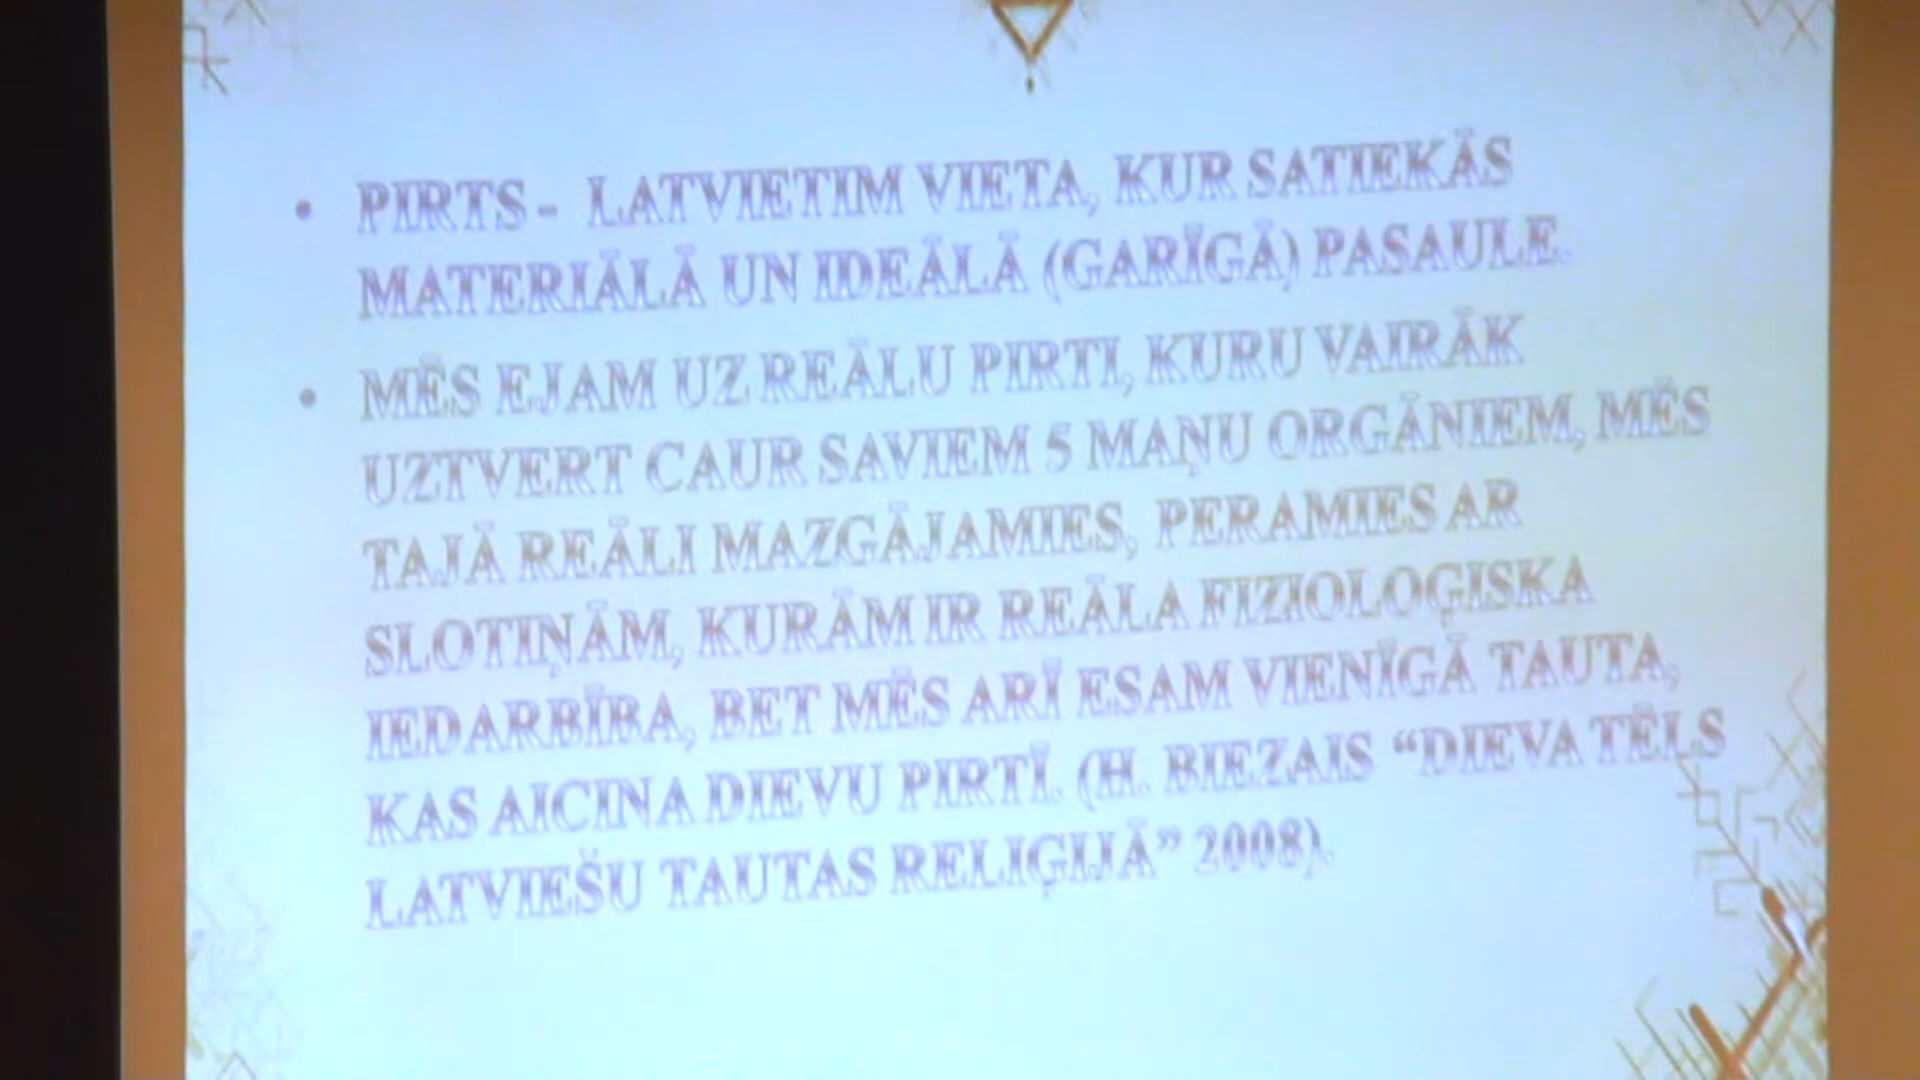 • PIRTS - LATVIETIM VIETA, KUR SATIEKĀS
MATERIĀLĀ UN IDEĀLĀ (GARĪGĀ) PASAULE.
• MĒS EJAM UZ REĀLU PIRTI, KURU VAIRĀK
UZTVERT CAUR SAVIEM 5 MAŅU ORGĀNIEM, MĒS
TAJĀ REĀLI MAZGĀJAMIES, PERAMIES AR
SLOTIŅĀM, KURĀM IR REĀLA FIZIOLOĢISKA
IEDARBĪBA, BET MĒS ARĪ ESAM VIENĪGĀ TAUTA,
KAS AICINA DIEVU PIRTĪ. (H. BIEZAIS “DIEVA TĒLS
LATVIEŠU TAUTAS RELIĢIJĀ” 2008).